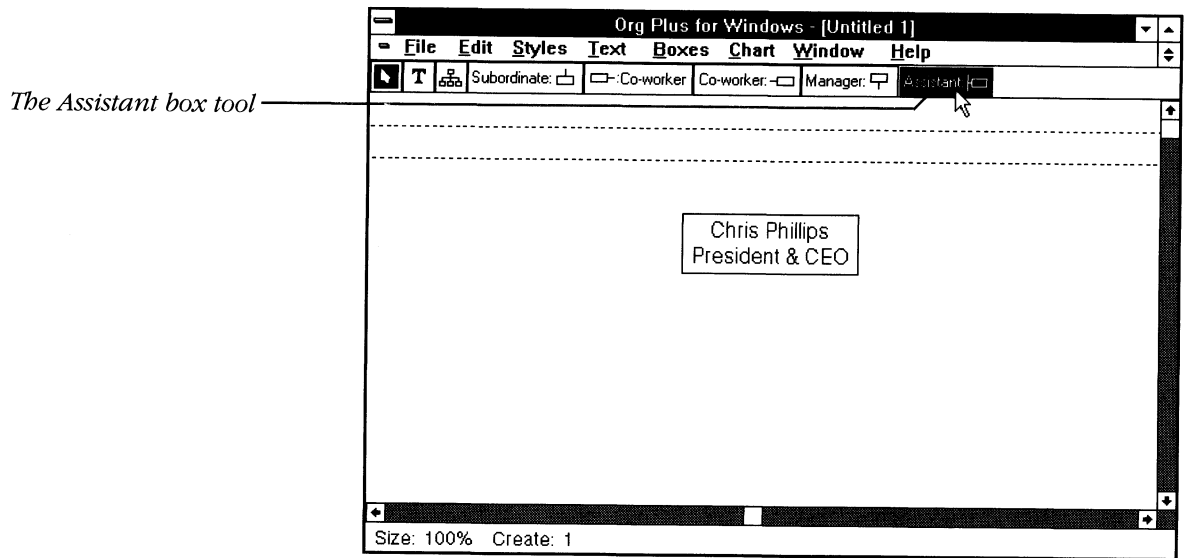 Org Plus for Windows - [Untitled 1]
File Edit Styles Text Boxes Chart Window Help
T Subordinate: :Co-worker Co-worker: Manager: Assistant
The Assistant box tool
Chris Phillips
President & CEO
Size: 100% Create: 1